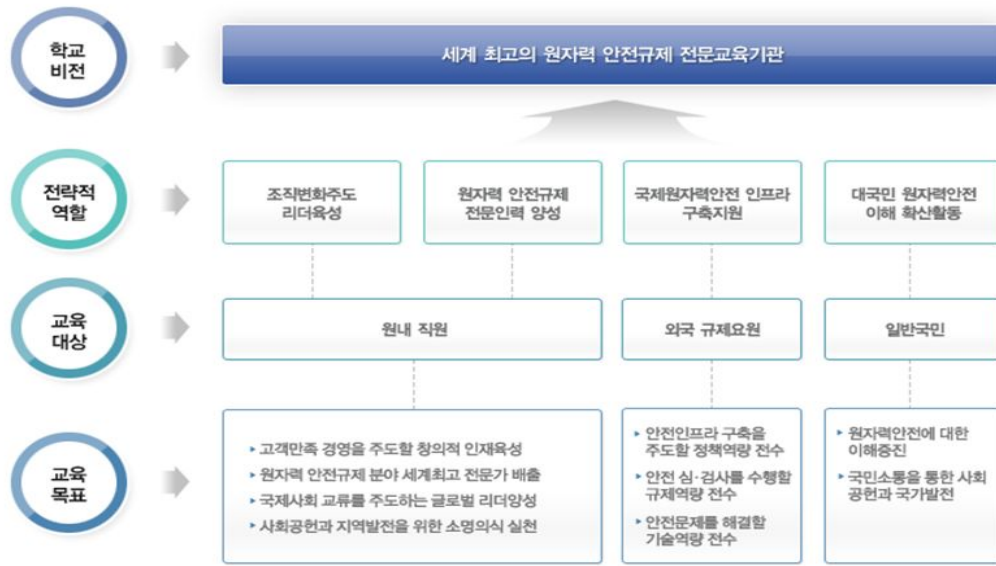 학교
비전
세계 최고의 원자력 안전규제 전문교육기관
전략적
역할
조직변화주도
리더육성
원자력 안전규제
전문인력 양성
국제원자력안전 인프라
구축지원
대국민 원자력안전
이해 확산활동
교육
대상
원내 직원
외국 규제요원
일반국민
교육
목표
▸ 고객만족 경영을 주도할 창의적 인재육성
▸ 원자력 안전규제 분야 세계최고 전문가 배출
▸ 국제사회 교류를 주도하는 글로벌 리더양성
▸ 사회공헌과 지역발전을 위한 소명의식 실천
▸ 안전인프라 구축을
주도할 정책역량 전수
▸ 안전 심·검사를 수행할
규제역량 전수
▸ 안전문제를 해결할
기술역량 전수
▸ 원자력안전에 대한
이해증진
▸ 국민소통을 통한 사회
공헌과 국가발전